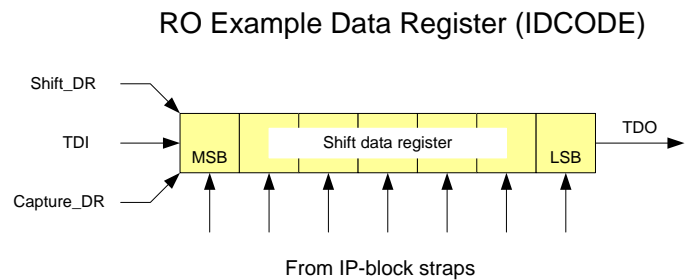 RO Example Data Register (IDCODE)
Shift_DR
TDI
Capture_DR
MSB
Shift data register
LSB
TDO
From IP-block straps